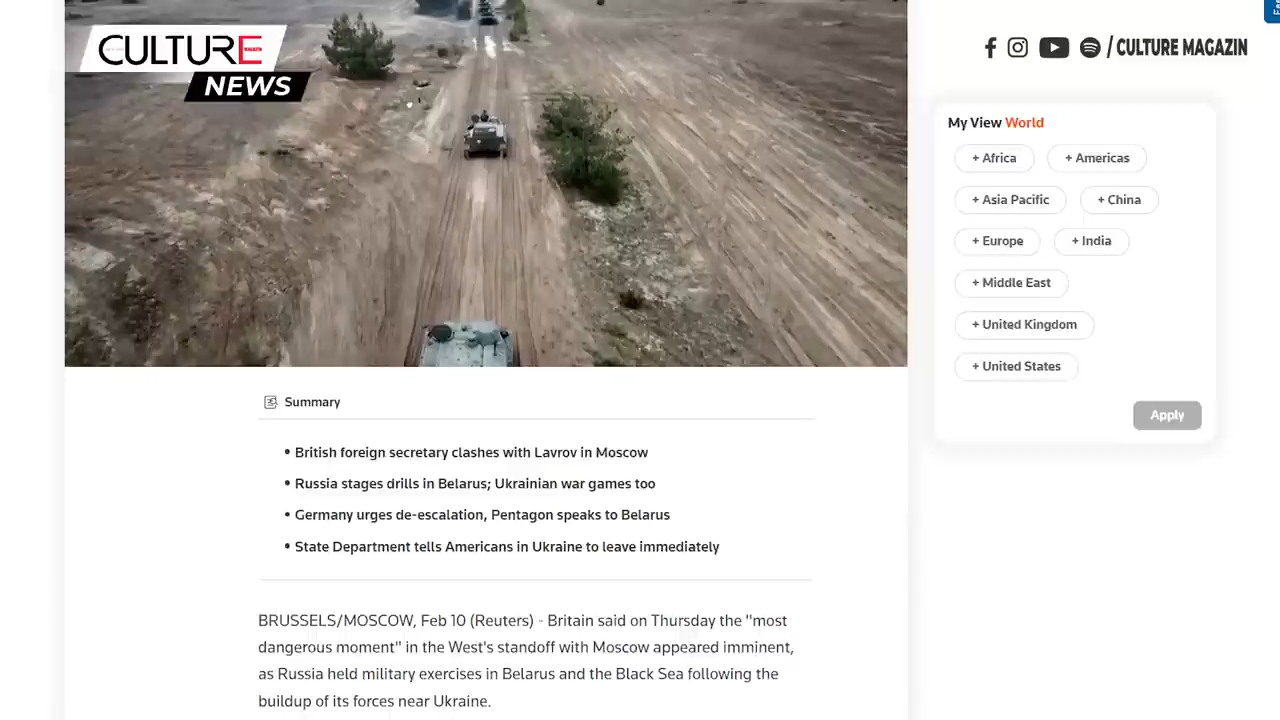 CULTURE
NEWS
/ CULTURE MAGAZIN
My View World
+ Africa
+ Americas
+ Asia Pacific
+ China
+ Europe
+ India
+ Middle East
+ United Kingdom
+ United States
Apply
Summary
• British foreign secretary clashes with Lavrov in Moscow
• Russia stages drills in Belarus; Ukrainian war games too
• Germany urges de-escalation, Pentagon speaks to Belarus
• State Department tells Americans in Ukraine to leave immediately
BRUSSELS/MOSCOW, Feb 10 (Reuters) - Britain said on Thursday the "most
dangerous moment" in the West's standoff with Moscow appeared imminent,
as Russia held military exercises in Belarus and the Black Sea following the
buildup of its forces near Ukraine.